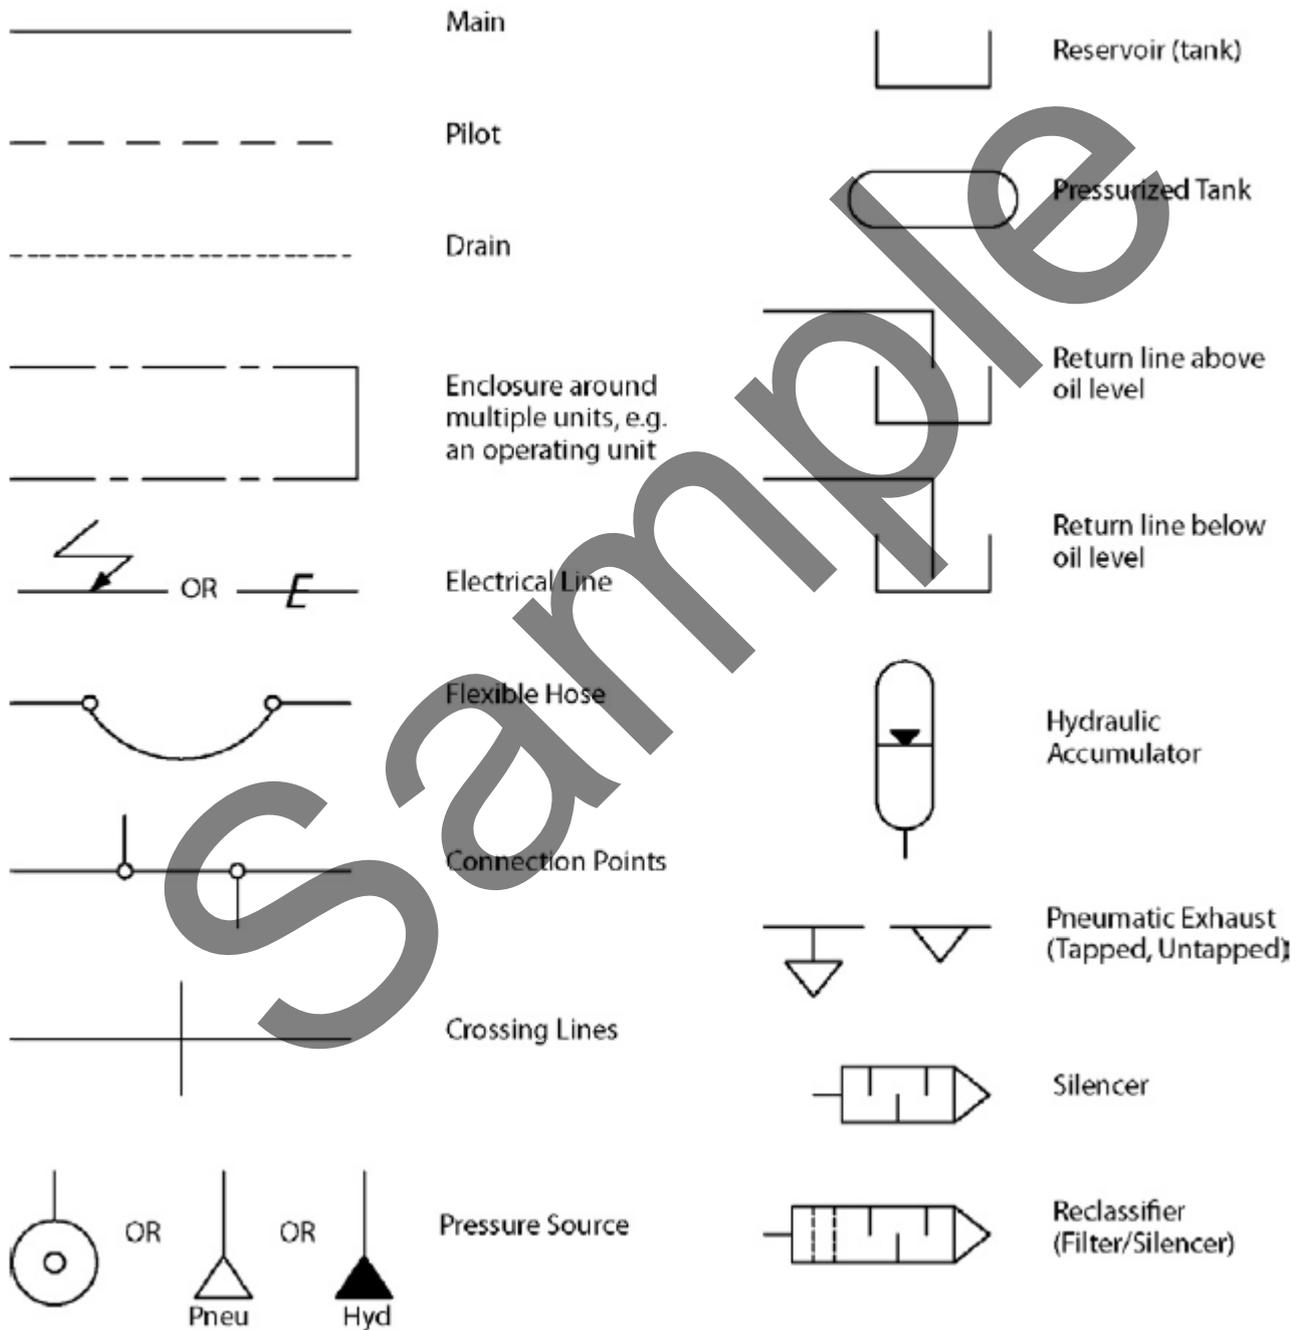 Main
Pilot
Drain
Enclosure around
multiple units, e.g.
an operating unit
OR
E
Electrical Line
Flexible Hose
Connection Points
Crossing Lines
OR
OR
Pressure Source
Pneu
Hyd
Reservoir (tank)
Pressurized Tank
Return line above
oil level
Return line below
oil level
Hydraulic
Accumulator
Pneumatic Exhaust
(Tapped, Untapped)
Silencer
Reclassifier
(Filter/Silencer)
Sample